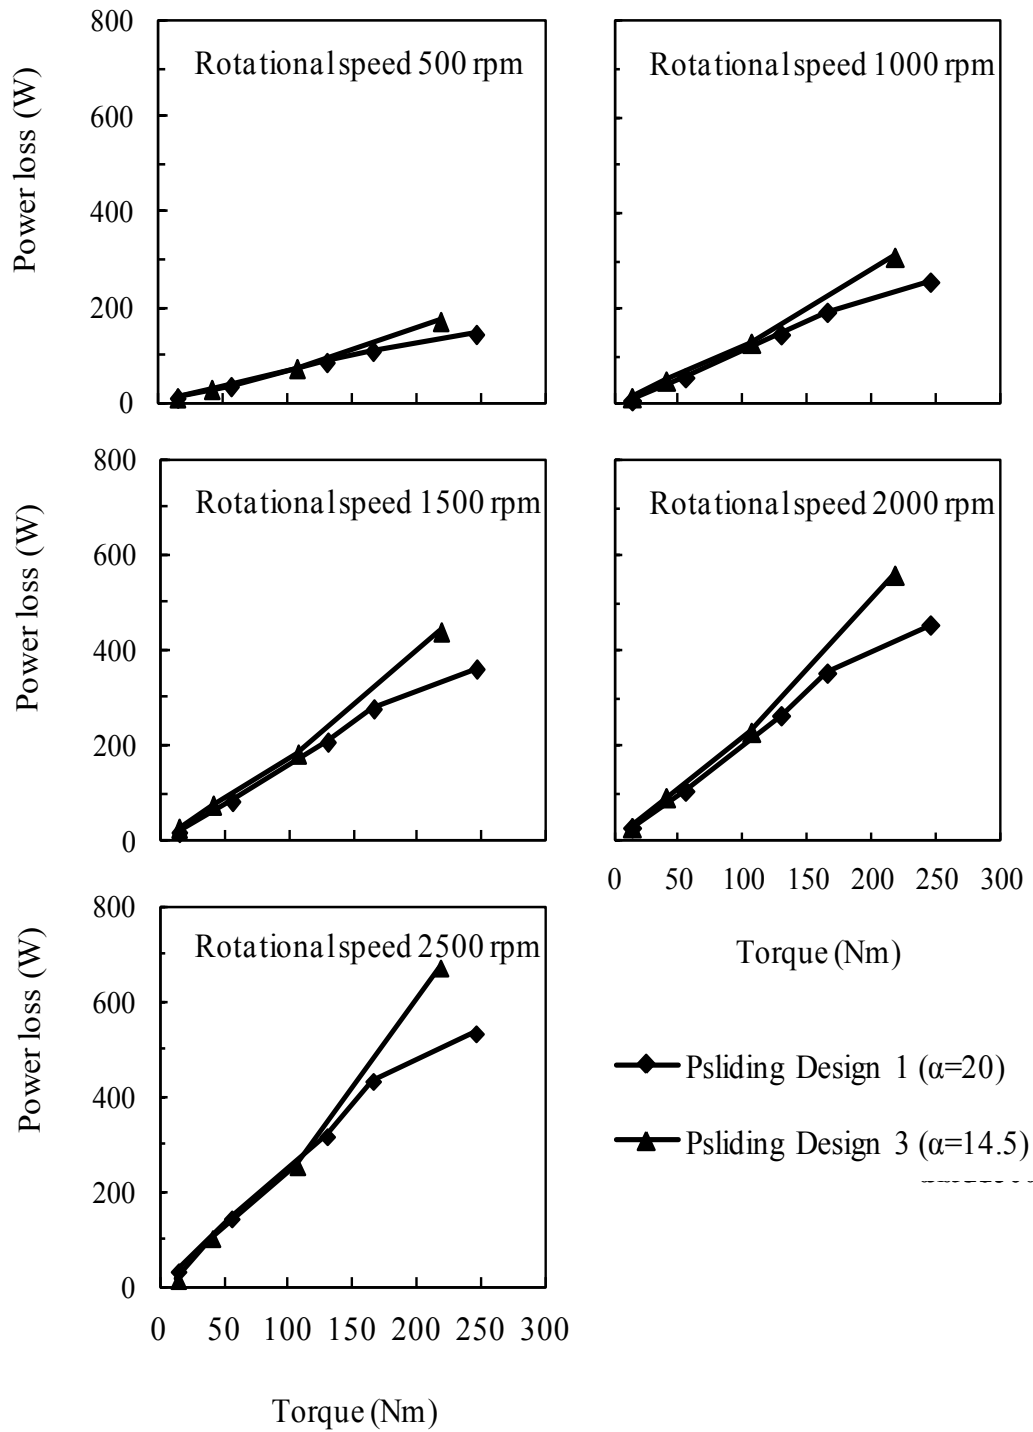 800
600
400
200
0
Power loss (W)
Rotational speed 500 rpm
Rotational speed 1000 rpm
800
600
400
200
0
Power loss (W)
Rotational speed 1500 rpm
Rotational speed 2000 rpm
0 50 100 150 200 250 300
Torque (Nm)
800
600
400
200
0
Power loss (W)
Rotational speed 2500 rpm
0 50 100 150 200 250 300
Torque (Nm)
Psliding Design 1 (α=20)
Psliding Design 3 (α=14.5)